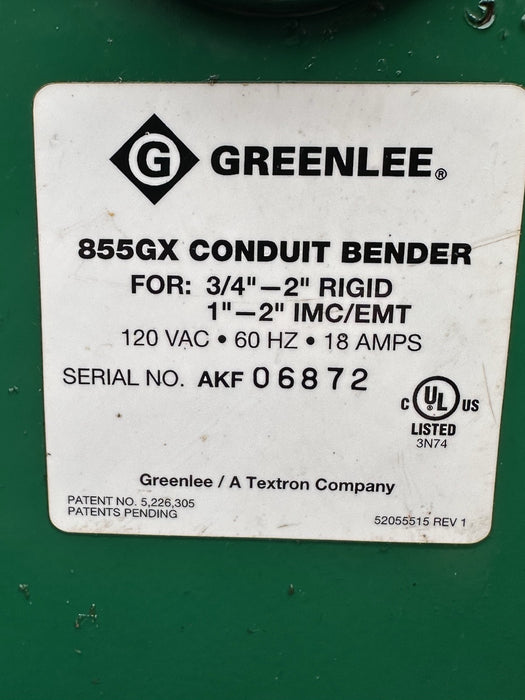 G GREENLEE®
855GX CONDUIT BENDER
FOR: 3/4"—2" RIGID
1"—2" IMC/EMT
120 VAC • 60 HZ • 18 AMPS
SERIAL NO. AKF 06872
C UL® US
LISTED
3N74
Greenlee / A Textron Company
PATENT NO. 5,226,305
PATENTS PENDING
52055515 REV 1